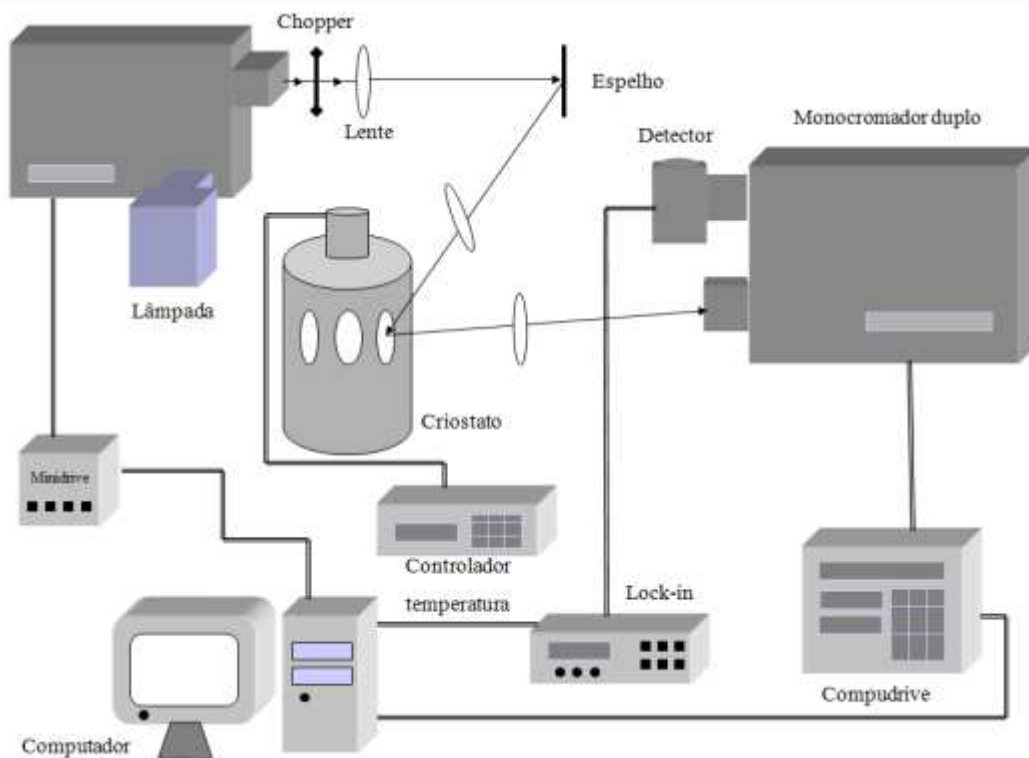 Chopper
Espelho
Lente
Detector
Monocromador duplo
Lâmpada
Criostato
Minidrive
Controlador
temperatura
Lock-in
Compudrive
Computador